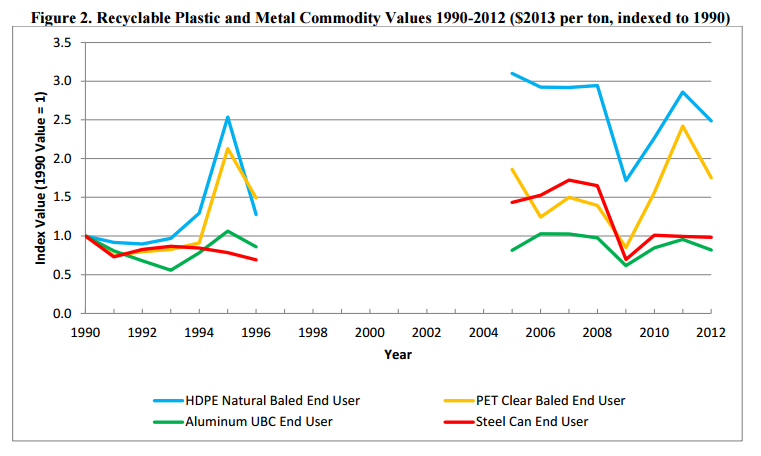 Figure 2. Recyclable Plastic and Metal Commodity Values 1990-2012 ($2013 per ton, indexed to 1990)
3.5
3.0
2.5
2.0
1.5
1.0
0.5
0.0
Index Value (1990 Value = 1)
1990 1992 1994 1996 1998 2000 2002 2004 2006 2008 2010 2012
Year
HDPE Natural Baled End User PET Clear Baled End User
Aluminum UBC End User Steel Can End User